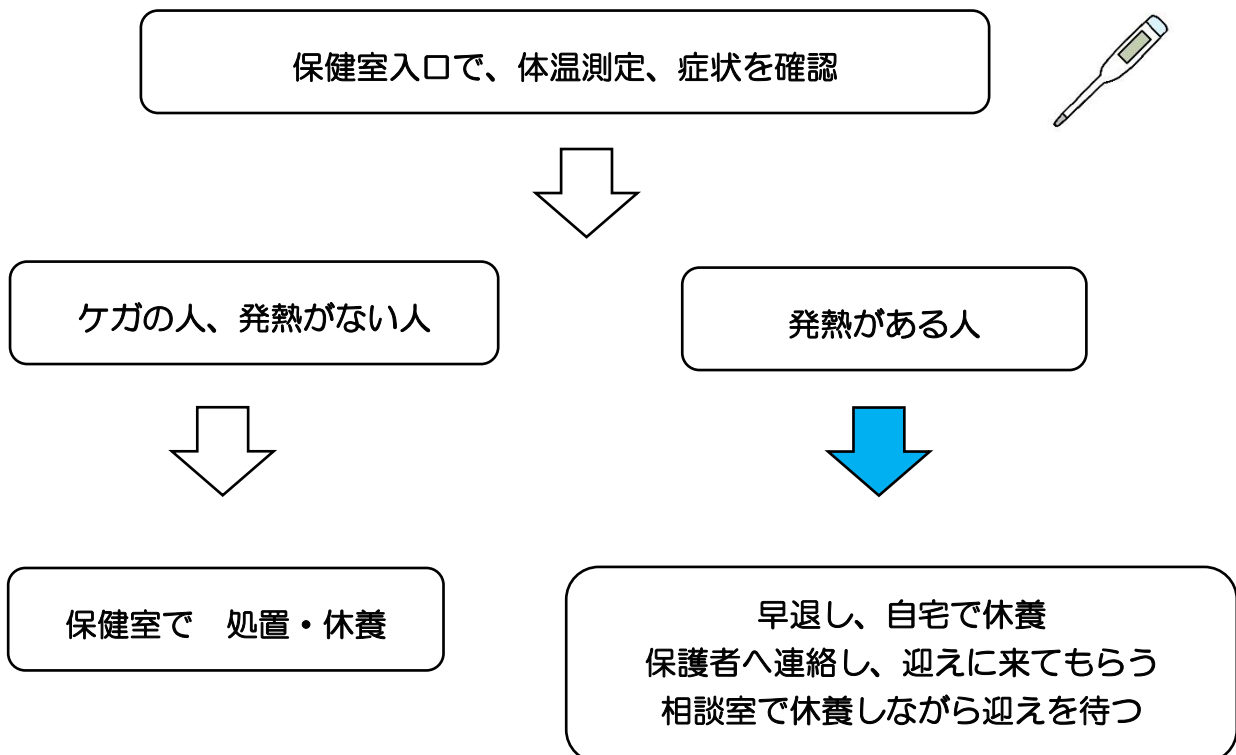 保健室入口で、体温測定、症状を確認
ケガの人、発熱がない人
発熱がある人
保健室で　処置・休養
早退し、自宅で休養
保護者へ連絡し、迎えに来てもらう
相談室で休養しながら迎えを待つ